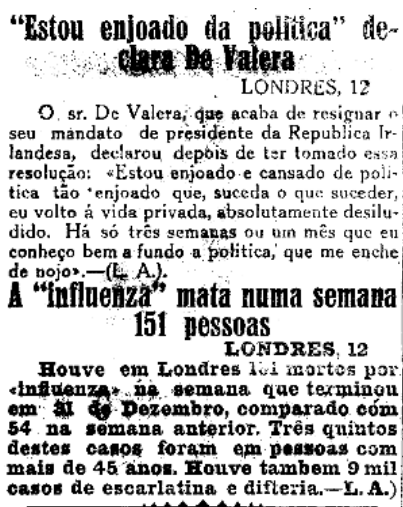 "Estou enjoado da politica" de-
clara De Valera
LONDRES, 12
O sr. De Valera, que acaba de resignar o
seu mandato de presidente da Republica Ir-
landesa, declarou depois de ter tomado essa
resolução: «Estou enjoado e cansado de poli-
tica tão enjoado que, suceda o que suceder,
eu volto á vida privada, absolutamente desilu-
dido. Há só três semanas ou um mês que eu
conheço bem a fundo a politica, que me enche
de nojo».—(L. A.).
A "influenza" mata numa semana
151 pessoas
LONDRES, 12
Houve em Londres 151 mortes por
«influenza» na semana que terminou
em 31 de Dezembro, comparado com
54 na semana anterior. Três quintos
destes casos foram em pessoas com
mais de 45 anos. Houve tambem 9 mil
casos de escarlatina e difteria.—L. A.)